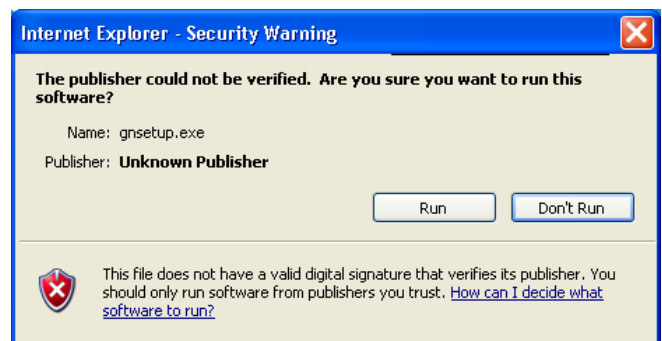 Internet Explorer - Security Warning
The publisher could not be verified.  Are you sure you want to run this
software?
Name: gnsetup.exe
Publisher: Unknown Publisher
Run Don't Run
This file does not have a valid digital signature that verifies its publisher. You
should only run software from publishers you trust. How can I decide what
software to run?